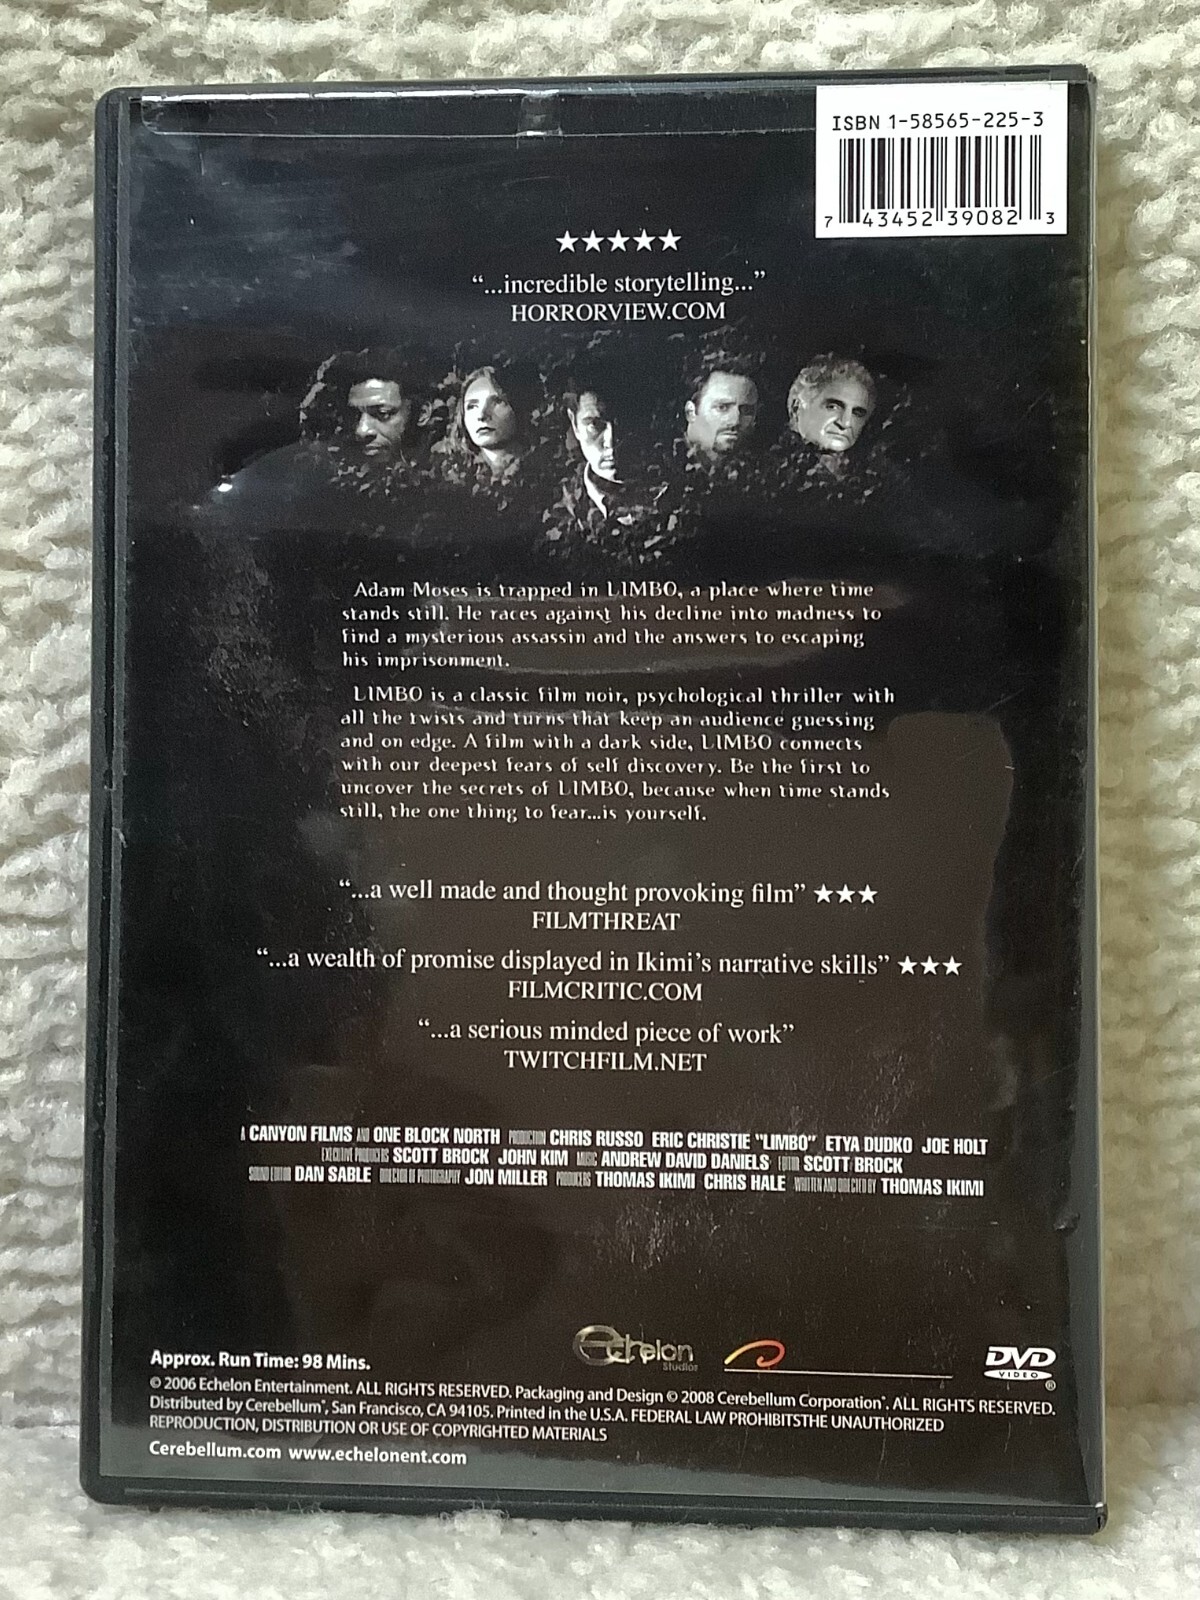 ISBN 1-58565-225-3
7 43452 39082 3
★★★★★
“...incredible storytelling...”
HORRORVIEW.COM
Adam Moses is trapped in LIMBO, a place where time
stands still. He races against his decline into madness to
find a mysterious assassin and the answers to escaping
his imprisonment.
LIMBO is a classic film noir, psychological thriller with
all the twists and turns that keep an audience guessing
and on edge. A film with a dark side, LIMBO connects
with our deepest fears of self discovery. Be the first to
uncover the secrets of LIMBO, because when time stands
still, the one thing to fear...is yourself.
“...a well made and thought provoking film” ★★★
FILMTHREAT
“...a wealth of promise displayed in Ikimi’s narrative skills” ★★★
FILMCRITIC.COM
“...a serious minded piece of work”
TWITCHFILM.NET
A CANYON FILMS AND ONE BLOCK NORTH PRODUCTION CHRIS RUSSO ERIC CHRISTIE "LIMBO" ETYA DUDKO JOE HOLT
EXECUTIVE PRODUCERS SCOTT BROCK JOHN KIM MUSIC ANDREW DAVID DANIELS EDITOR SCOTT BROCK
SOUND EDITOR DAN SABLE DIRECTOR OF PHOTOGRAPHY JON MILLER PRODUCERS THOMAS IKIMI CHRIS HALE WRITTEN AND DIRECTED BY THOMAS IKIMI
Echelon Studios
DVD VIDEO ®
Approx. Run Time: 98 Mins.
© 2006 Echelon Entertainment. ALL RIGHTS RESERVED. Packaging and Design © 2008 Cerebellum Corporation. ALL RIGHTS RESERVED.
Distributed by Cerebellum, San Francisco, CA 94105. Printed in the U.S.A. FEDERAL LAW PROHIBITSTHE UNAUTHORIZED
REPRODUCTION, DISTRIBUTION OR USE OF COPYRIGHTED MATERIALS
Cerebellum.com www.echelonent.com